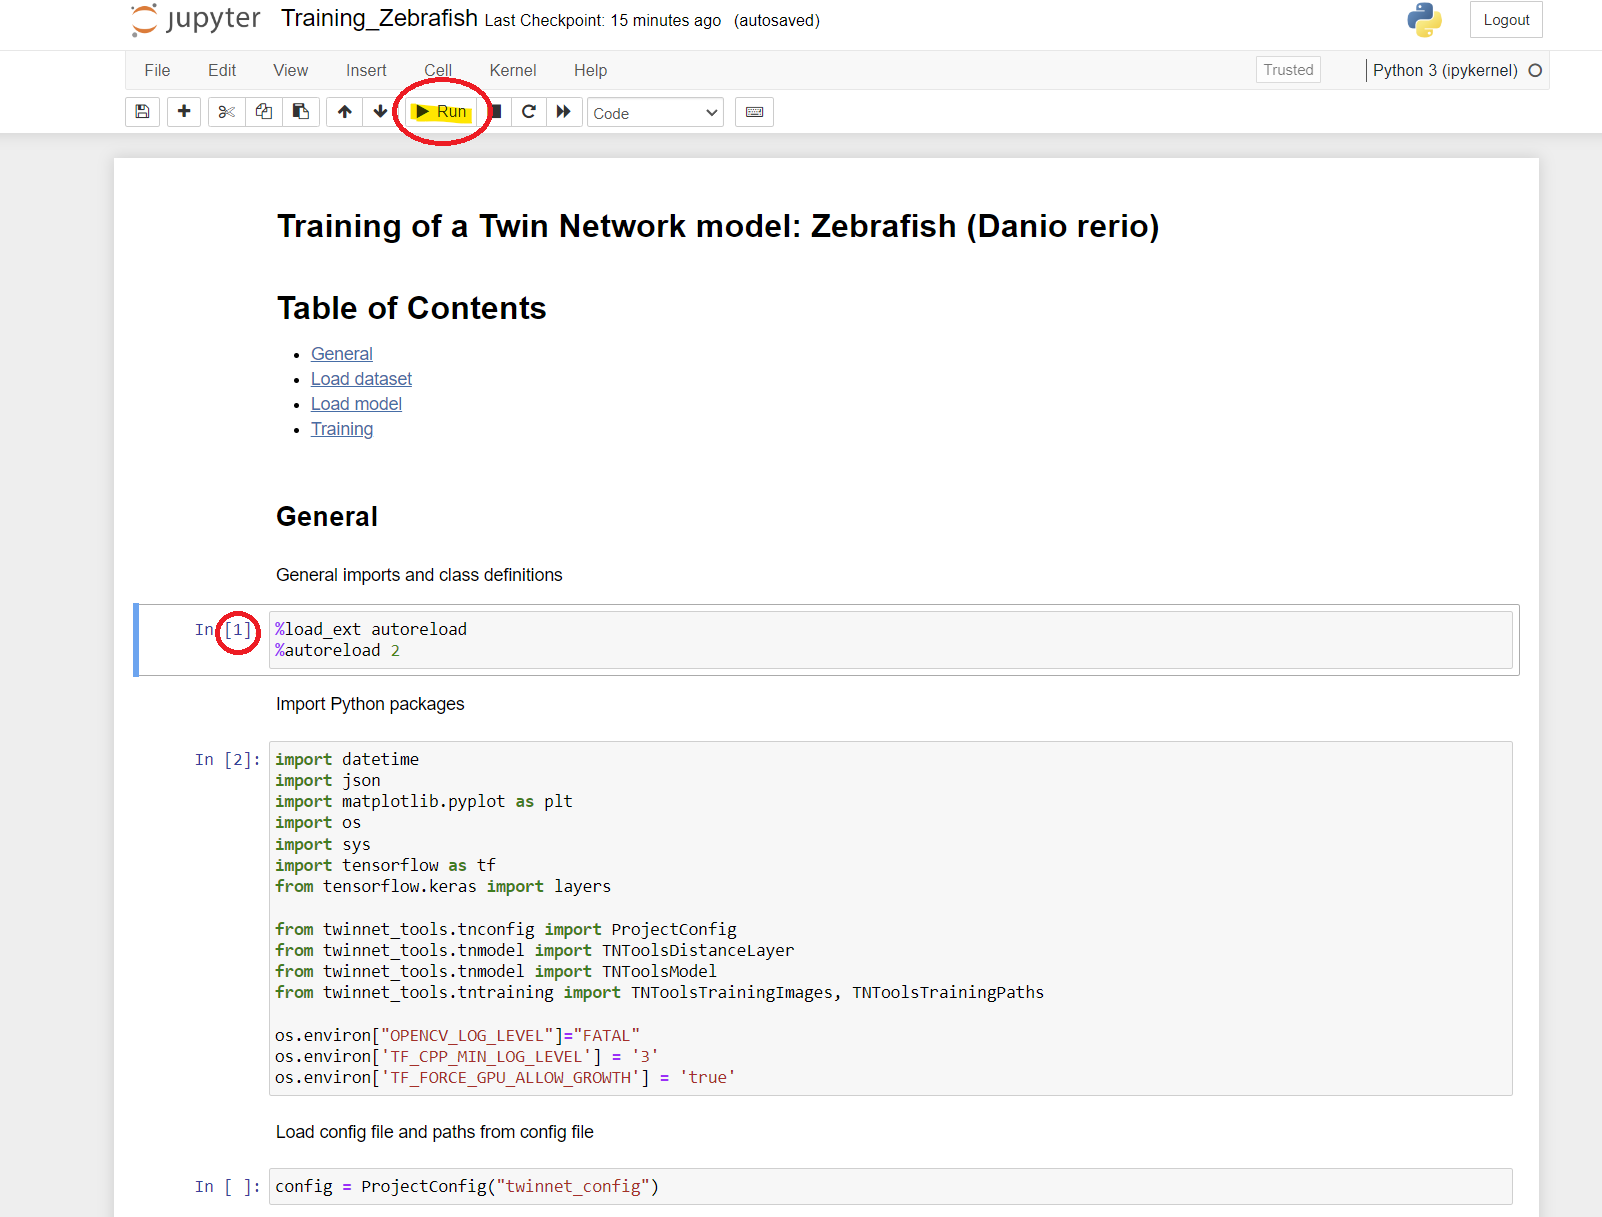 jupyter Training_Zebrafish Last Checkpoint: 15 minutes ago (autosaved) Logout
File Edit View Insert Cell Kernel Help Trusted Python 3 (ipykernel)
Run Code
Training of a Twin Network model: Zebrafish (Danio rerio)
Table of Contents
General
Load dataset
Load model
Training
General
General imports and class definitions
In [1] %load_ext autoreload
%autoreload 2
Import Python packages
In [2]: import datetime
import json
import matplotlib.pyplot as plt
import os
import sys
import tensorflow as tf
from tensorflow.keras import layers
from twinnet_tools.tnconfig import ProjectConfig
from twinnet_tools.tnmodel import TNToolsDistanceLayer
from twinnet_tools.tnmodel import TNToolsModel
from twinnet_tools.tntraining import TNToolsTrainingImages, TNToolsTrainingPaths
os.environ["OPENCV_LOG_LEVEL"]="FATAL"
os.environ['TF_CPP_MIN_LOG_LEVEL'] = '3'
os.environ['TF_FORCE_GPU_ALLOW_GROWTH'] = 'true'
Load config file and paths from config file
In [ ]: config = ProjectConfig("twinnet_config")